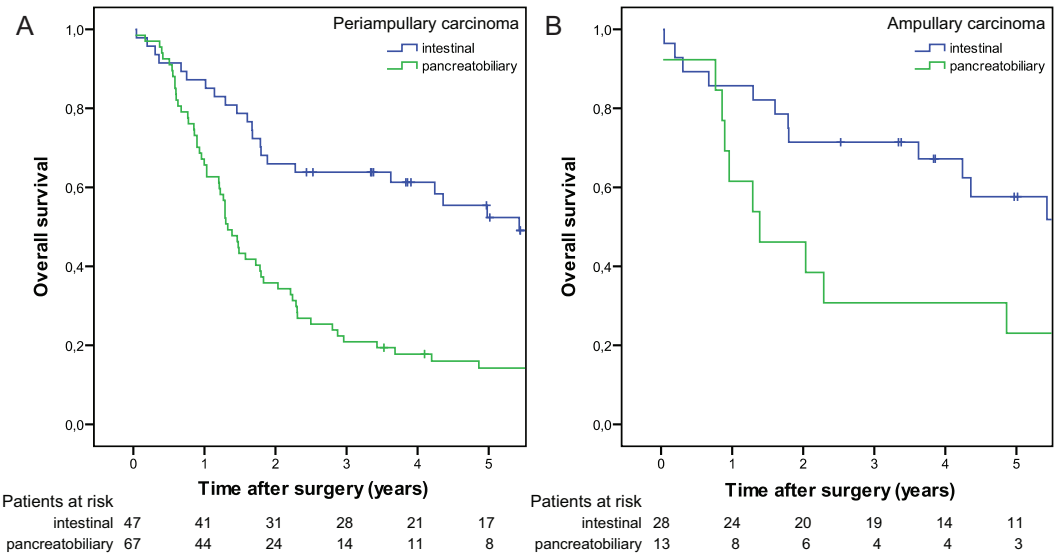 A
Periampullary carcinoma
intestinal
pancreatobiliary
1,0
0,8
0,6
0,4
0,2
0,0
Overall survival
0 1 2 3 4 5
Time after surgery (years)
Patients at risk
intestinal 47 41 31 28 21 17
pancreatobiliary 67 44 24 14 11 8
B
Ampullary carcinoma
intestinal
pancreatobiliary
1,0
0,8
0,6
0,4
0,2
0,0
Overall survival
0 1 2 3 4 5
Time after surgery (years)
Patients at risk
intestinal 28 24 20 19 14 11
pancreatobiliary 13 8 6 4 4 3